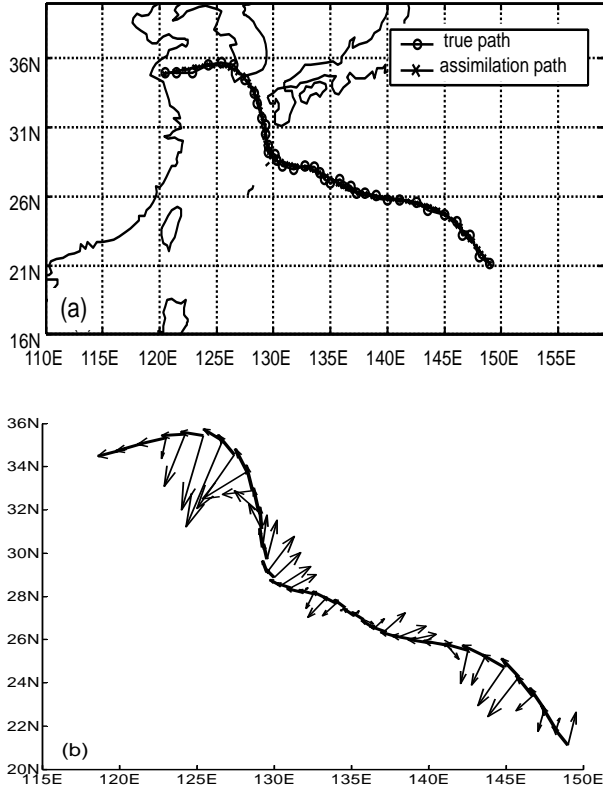 36N
31N
26N
21N
16N
true path
assimilation path
(a)
110E 115E 120E 125E 130E 135E 140E 145E 150E 155E
36N
34N
32N
30N
28N
26N
24N
22N
20N
(b)
115E 120E 125E 130E 135E 140E 145E 150E